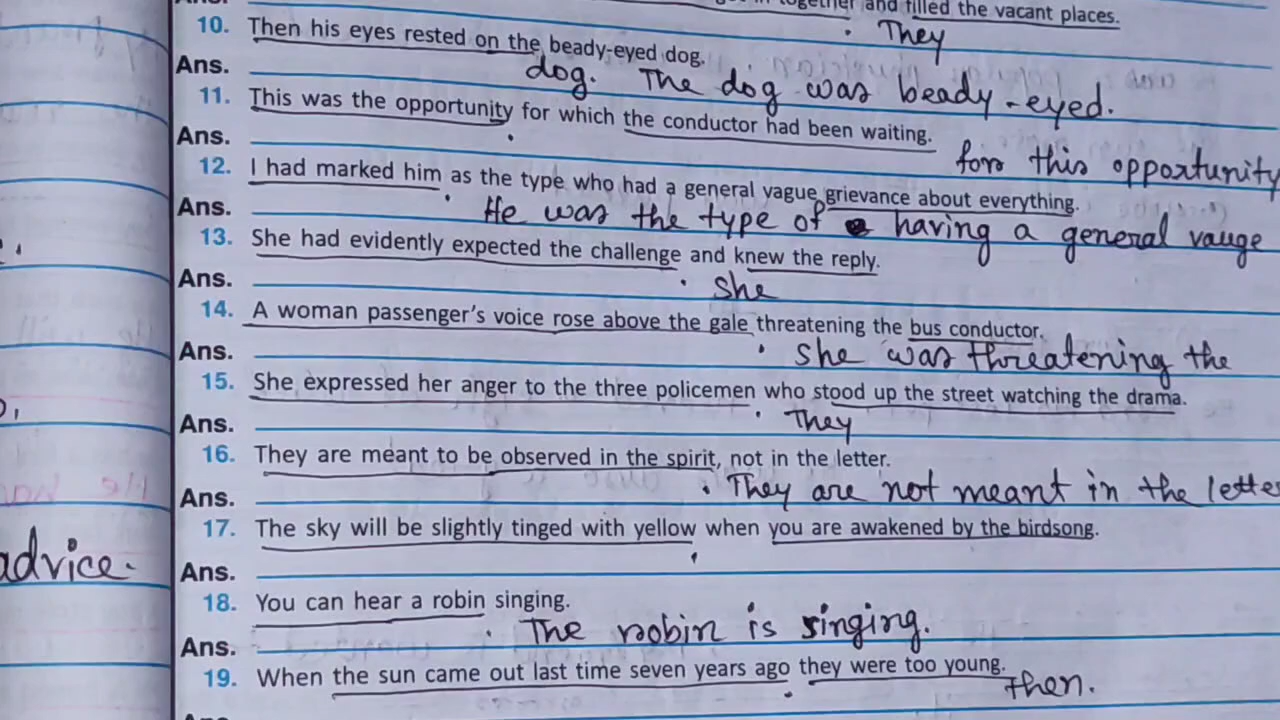 together and filled the vacant places.
10. Then his eyes rested on the beady-eyed dog. . They
Ans. dog. The dog was beady-eyed.
11. This was the opportunity for which the conductor had been waiting.
Ans. . for this opportunity
12. I had marked him as the type who had a general vague grievance about everything.
Ans. . He was the type of having a general vauge
13. She had evidently expected the challenge and knew the reply.
Ans. . she
14. A woman passenger's voice rose above the gale threatening the bus conductor.
Ans. . she was threatening the
15. She expressed her anger to the three policemen who stood up the street watching the drama.
Ans. . They
16. They are meant to be observed in the spirit, not in the letter.
Ans. . They are not meant in the letter
17. The sky will be slightly tinged with yellow when you are awakened by the birdsong.
Ans. ,
advice.
18. You can hear a robin singing.
Ans. . The robin is singing.
19. When the sun came out last time seven years ago they were too young.
. then.